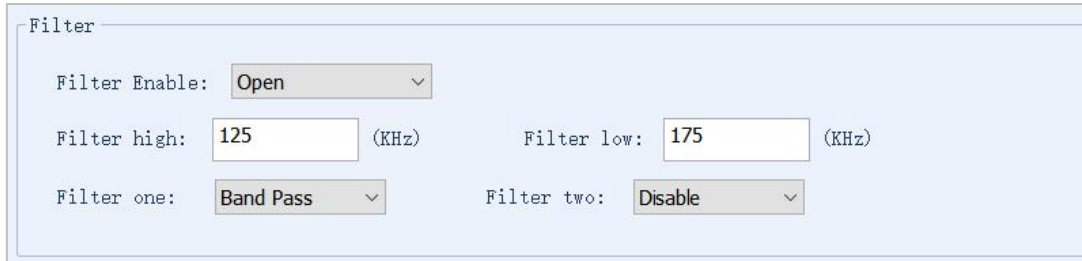 Filter
Filter Enable: Open
Filter high: 125 (KHz) Filter low: 175 (KHz)
Filter one: Band Pass Filter two: Disable